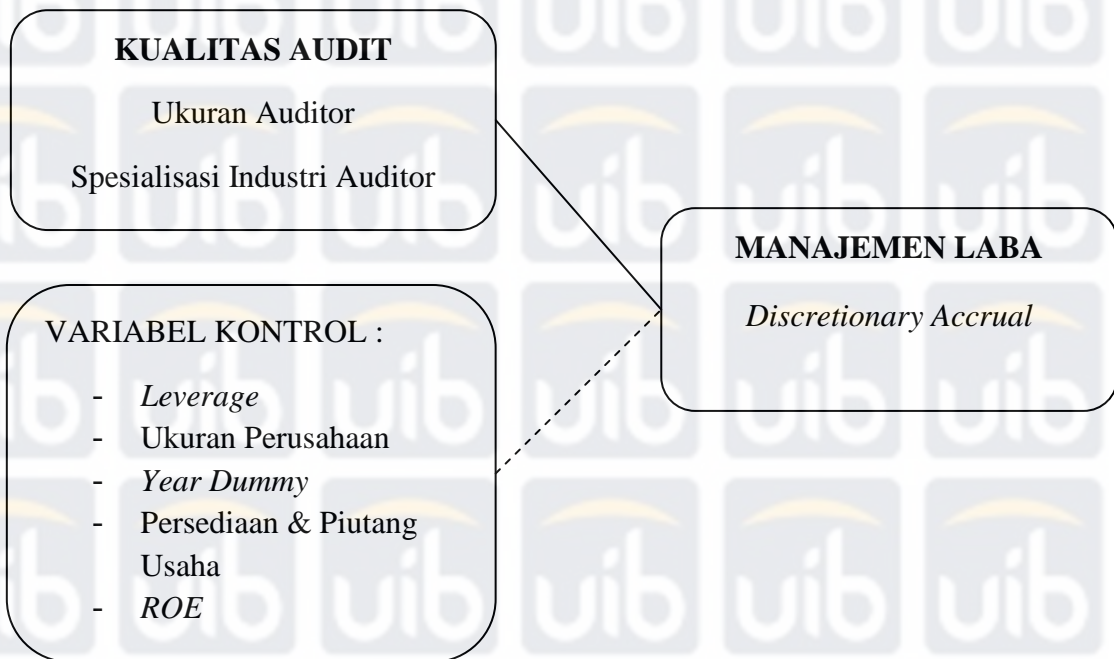 KUALITAS AUDIT
Ukuran Auditor
Spesialisasi Industri Auditor
MANAJEMEN LABA
Discretionary Accrual
VARIABEL KONTROL :
- Leverage
- Ukuran Perusahaan
- Year Dummy
- Persediaan & Piutang
Usaha
- ROE